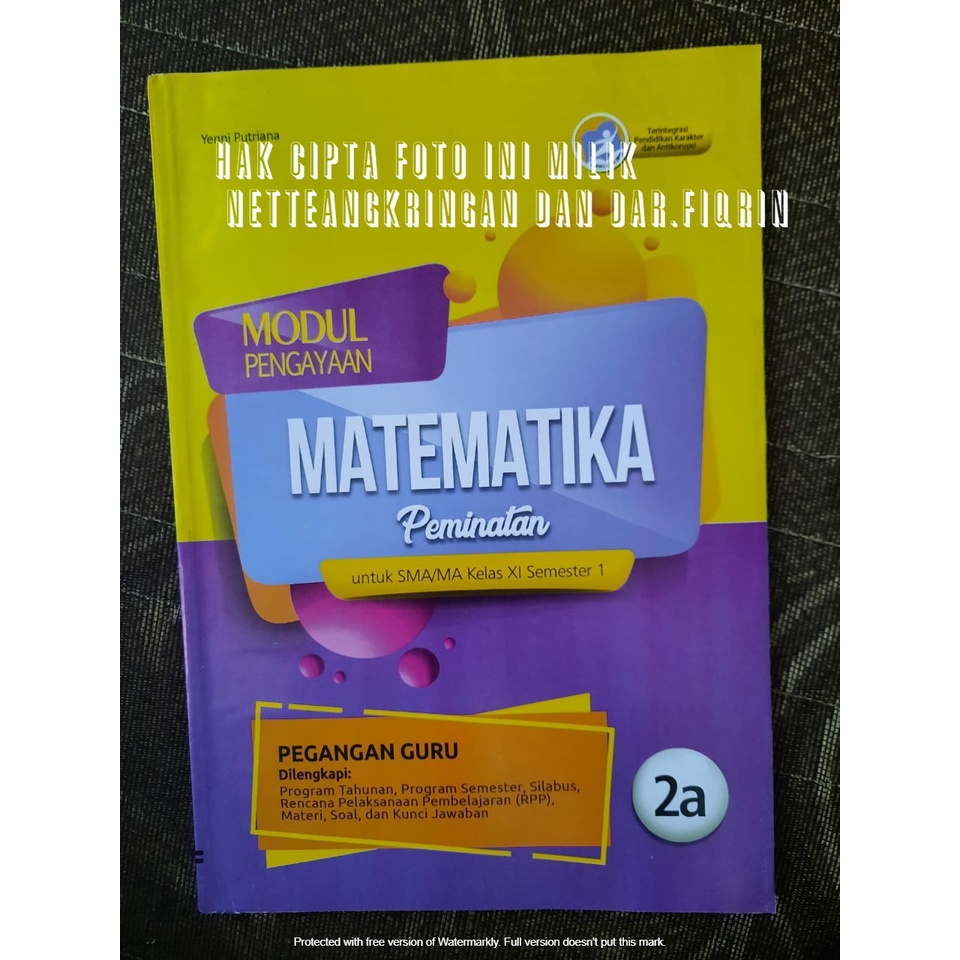 Yenni Putriana
Terintegrasi
Pendidikan Karakter
dan Antikorupsi
HAK CIPTA FOTO INI MILIK
NETTEANGKRINGAN DAN DAR.FIQRIN
MODUL
PENGAYAAN
MATEMATIKA
Peminatan
untuk SMA/MA Kelas XI Semester 1
PEGANGAN GURU
Dilengkapi:
Program Tahunan, Program Semester, Silabus,
Rencana Pelaksanaan Pembelajaran (RPP),
Materi, Soal, dan Kunci Jawaban
2a
Protected with free version of Watermarkly. Full version doesn't put this mark.